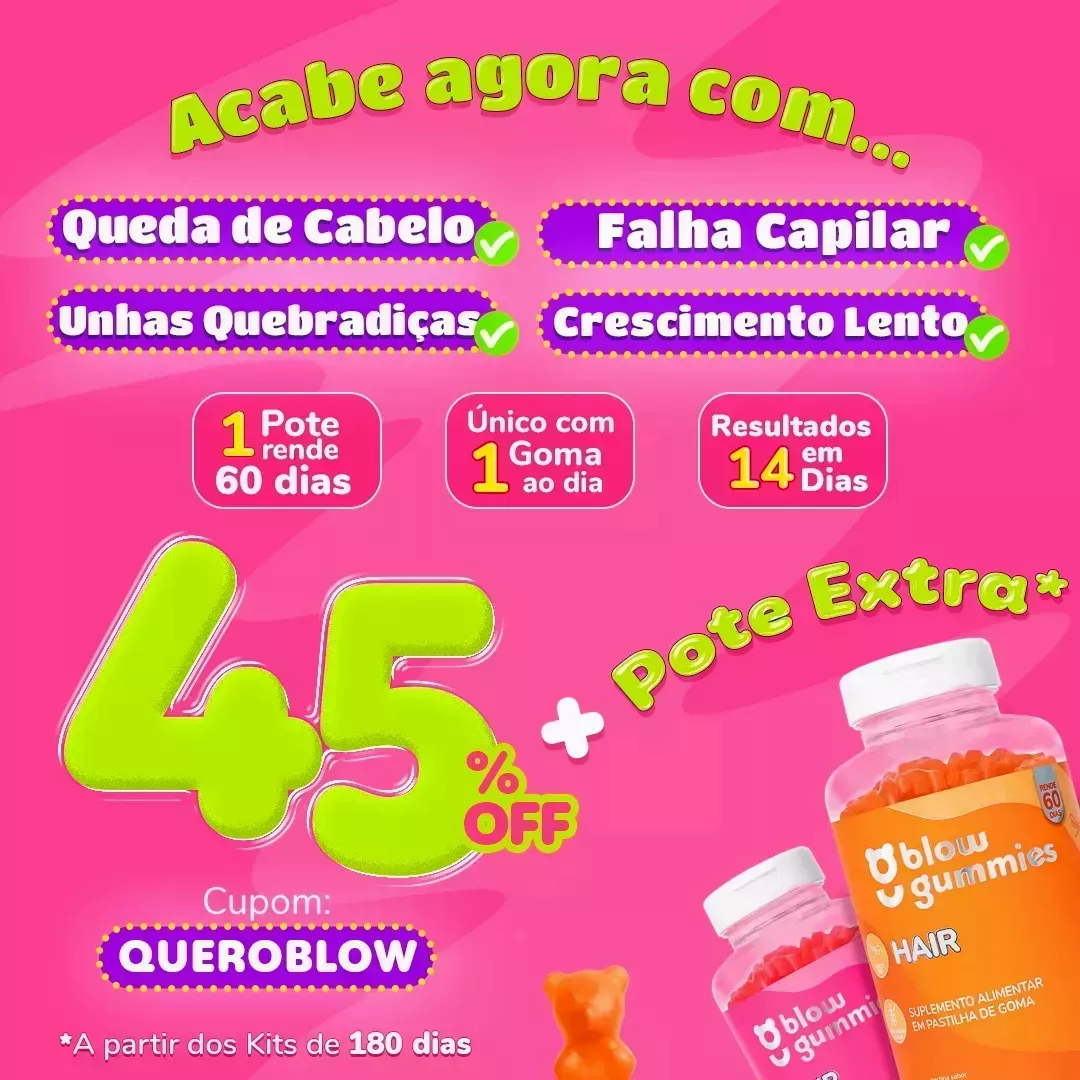 Acabe agora com...
Queda de Cabelo
Falha Capilar
Unhas Quebradiças
Crescimento Lento
1 Pote
rende
60 dias
Único com
1 Goma
ao dia
Resultados
14 em
Dias
45
%
OFF
+
Pote Extra*
Cupom:
QUEROBLOW
*A partir dos Kits de 180 dias
RENDE
60
DIAS
blow
gummies
HAIR
SUPLEMENTO ALIMENTAR
EM PASTILHA DE GOMA
blow
gummi